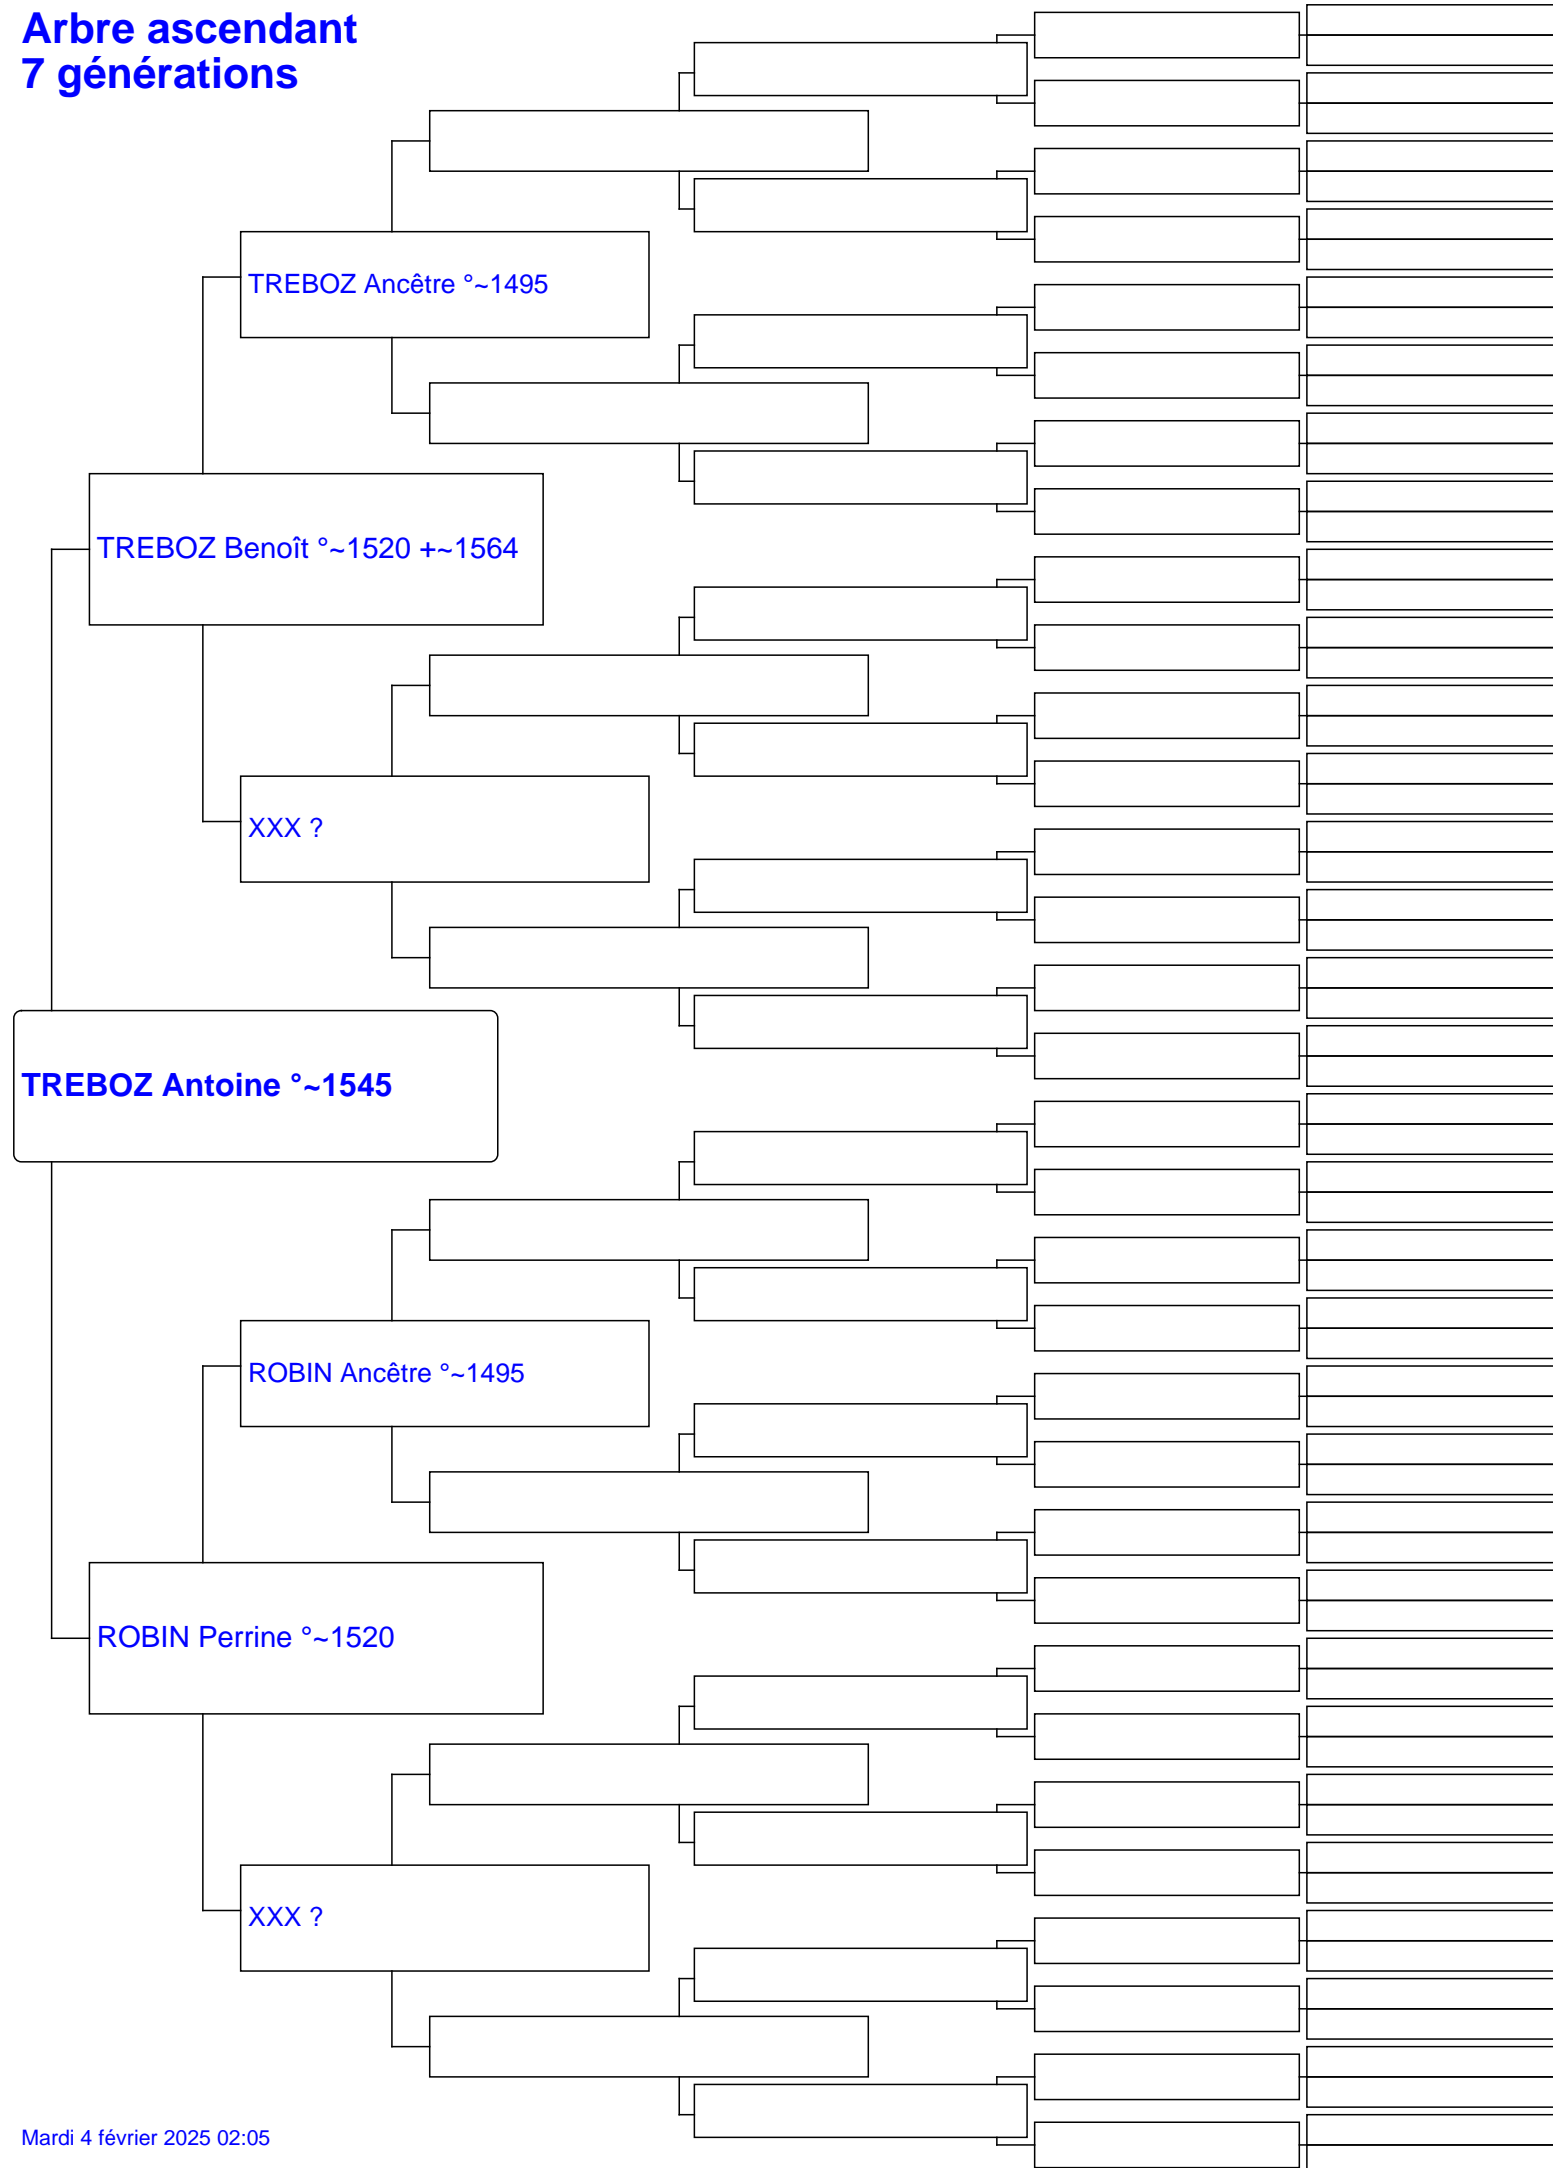 Arbre ascendant
7 générations
TREBOZ Ancêtre °~1495
TREBOZ Benoît °~1520 +~1564
XXX ?
TREBOZ Antoine °~1545
ROBIN Ancêtre °~1495
ROBIN Perrine °~1520
XXX ?
Mardi 4 février 2025 02:05